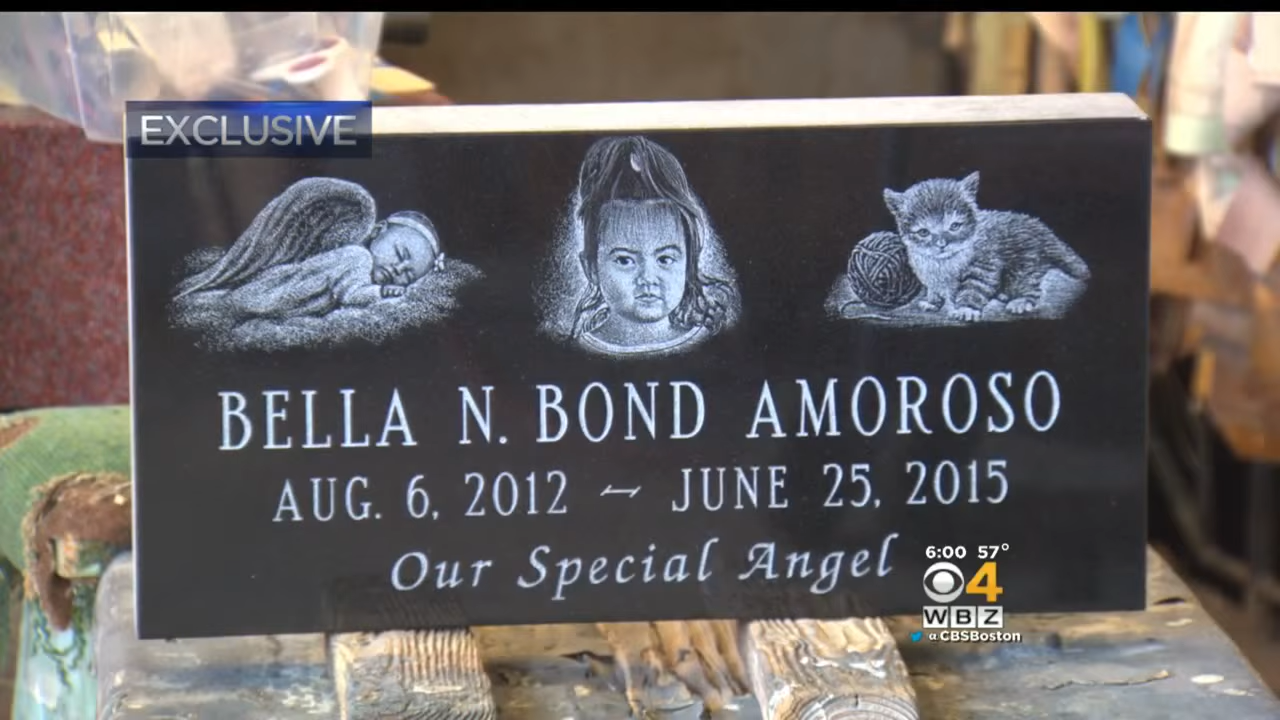 EXCLUSIVE
BELLA N. BOND AMOROSO
AUG. 6, 2012 ~ JUNE 25, 2015
Our Special Angel
6:00 57°
4
WBZ
@CBSBoston